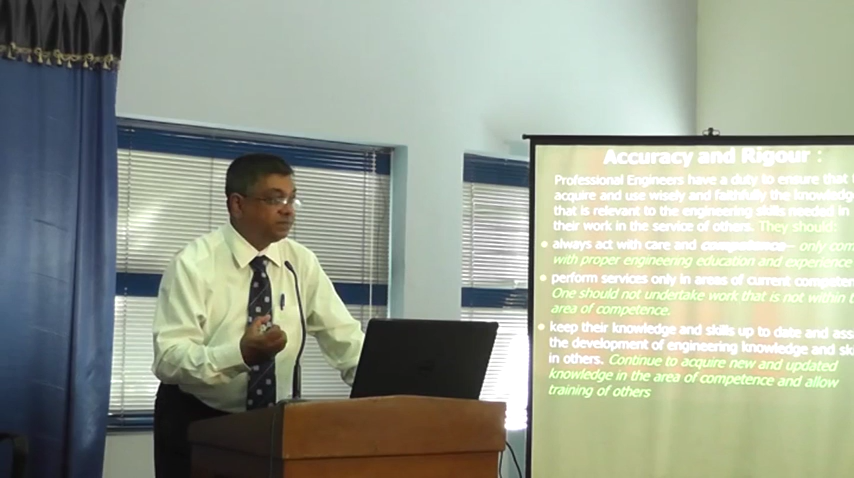 Accuracy and Rigour :
Professional Engineers have a duty to ensure that
acquire and use wisely and faithfully the knowledge
that is relevant to the engineering skills needed in
their work in the service of others. They should:
always act with care and competence— only
with proper engineering education and experience
perform services only in areas of current
One should not undertake work that is not within
area of competence.
keep their knowledge and skills up to date and
the development of engineering knowledge and
in others. Continue to acquire new and updated
knowledge in the area of competence and allow
training of others